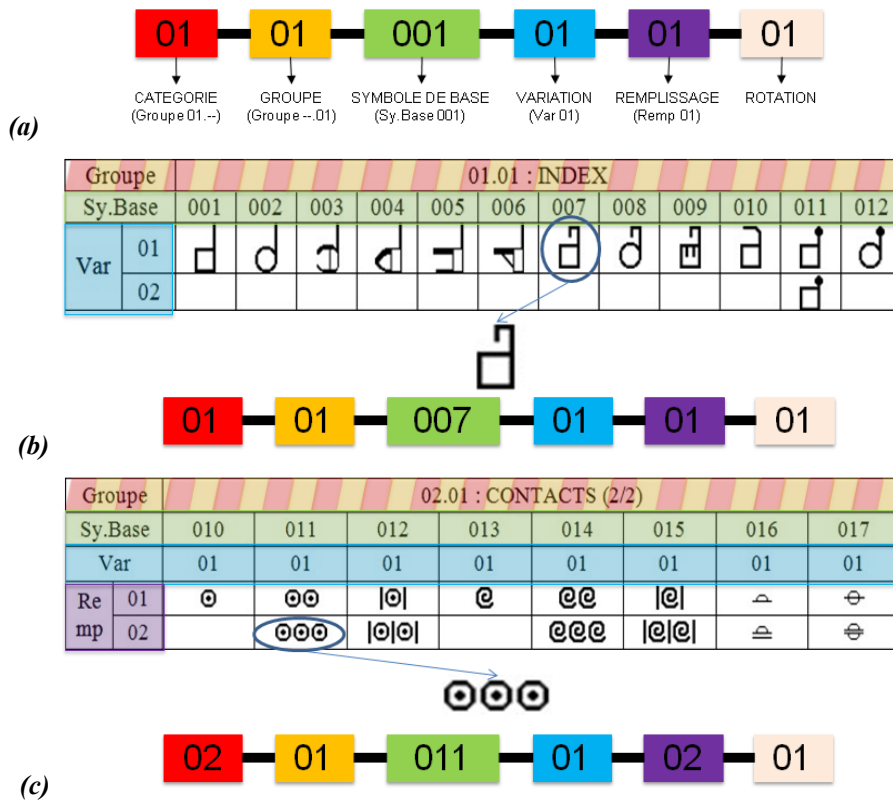 01 01 001 01 01 01
CATEGORIE GROUPE SYMBOLE DE BASE VARIATION REMPLISSAGE ROTATION
(Groupe 01.--) (Groupe --.01) (Sy.Base 001) (Var 01) (Remp 01)
(a)
Groupe 01.01 : INDEX
Sy.Base 001 002 003 004 005 006 007 008 009 010 011 012
Var 01
02
01 01 007 01 01 01
(b)
Groupe 02.01 : CONTACTS (2/2)
Sy.Base 010 011 012 013 014 015 016 017
Var 01 01 01 01 01 01 01 01
Re 01
mp 02
02 01 011 01 02 01
(c)